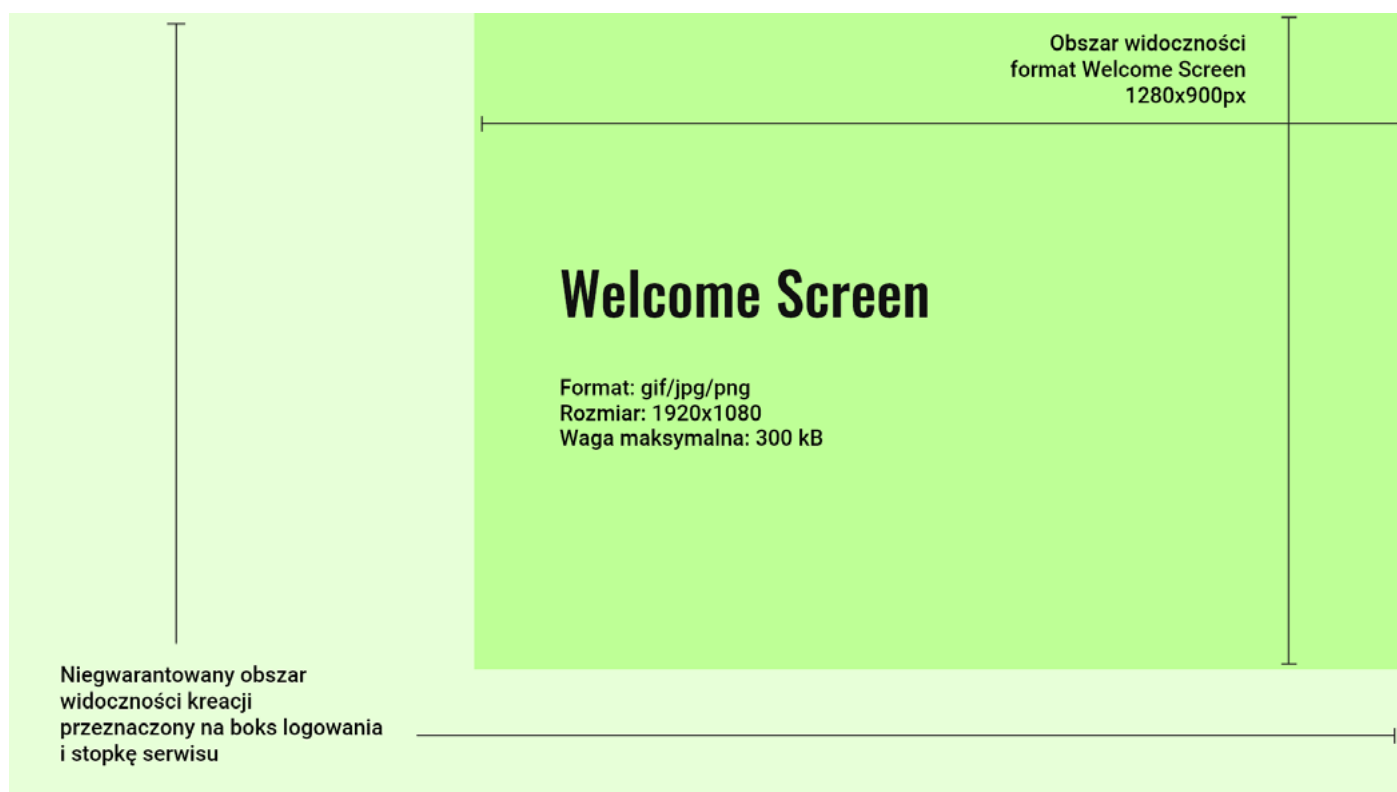 Obszar widoczności
format Welcome Screen
1280x900px
Welcome Screen
Format: gif/jpg/png
Rozmiar: 1920x1080
Waga maksymalna: 300 kB
Niegwarantowany obszar
widoczności kreacji
przeznaczony na boks logowania
i stopkę serwisu